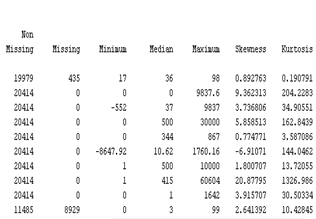 Non
Missing Missing Minimum Median Maximum Skewness Kurtosis
19979 435 17 36 98 0.892763 0.190791
20414 0 0 0 9837.6 9.362313 204.2283
20414 0 -552 37 9837 3.736806 34.90551
20414 0 0 500 30000 5.858513 162.8439
20414 0 0 344 867 0.774771 3.587086
20414 0 -8647.92 10.62 1760.16 -6.91071 144.0462
20414 0 1 500 10000 1.800707 13.72055
20414 0 1 415 60604 20.87795 1326.986
20414 0 0 1 1642 3.915707 30.50334
11485 8929 0 3 99 2.641392 10.42845